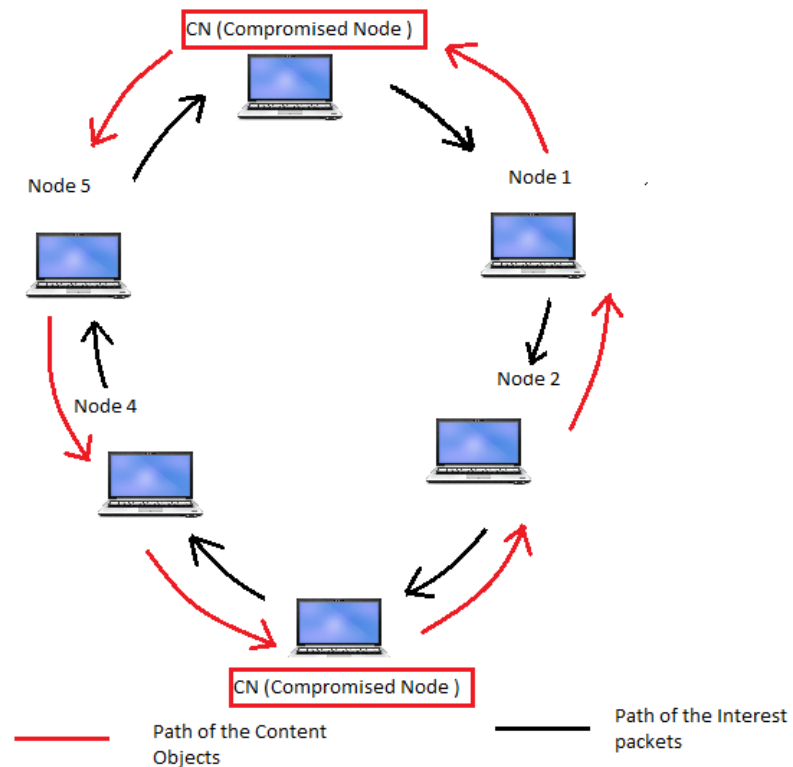 CN (Compromised Node )
Node 1
Node 5
Node 2
Node 4
CN (Compromised Node )
Path of the Content
Objects
Path of the Interest
packets